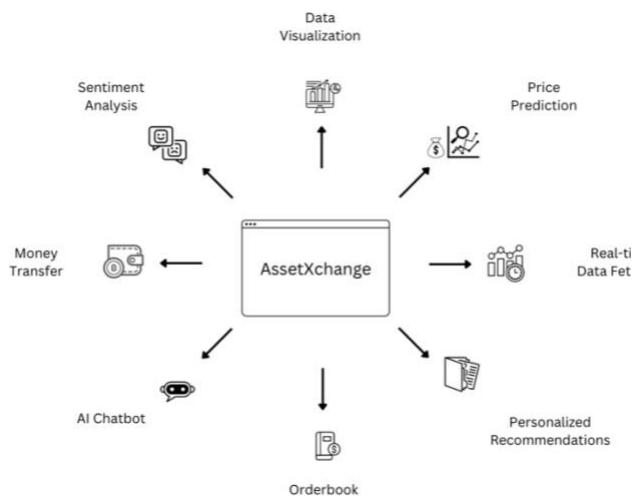 Data
Visualization
Sentiment
Analysis
Price
Prediction
Money
Transfer
AssetXchange
Real-ti
Data Fet
AI Chatbot
Personalized
Recommendations
Orderbook